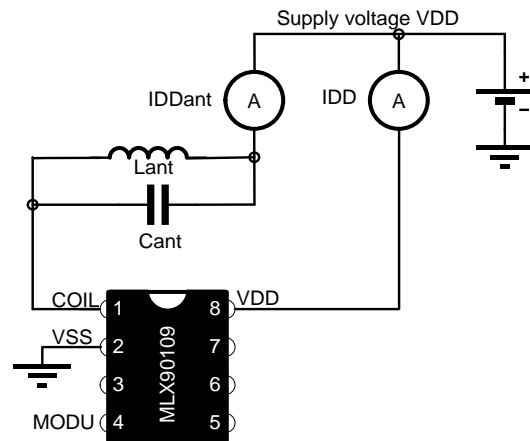 Supply voltage VDD
IDDant
A
IDD
A
+
−
Lant
Cant
COIL
1
8
VDD
VSS
2
7
MLX90109
3
6
MODU
4
5